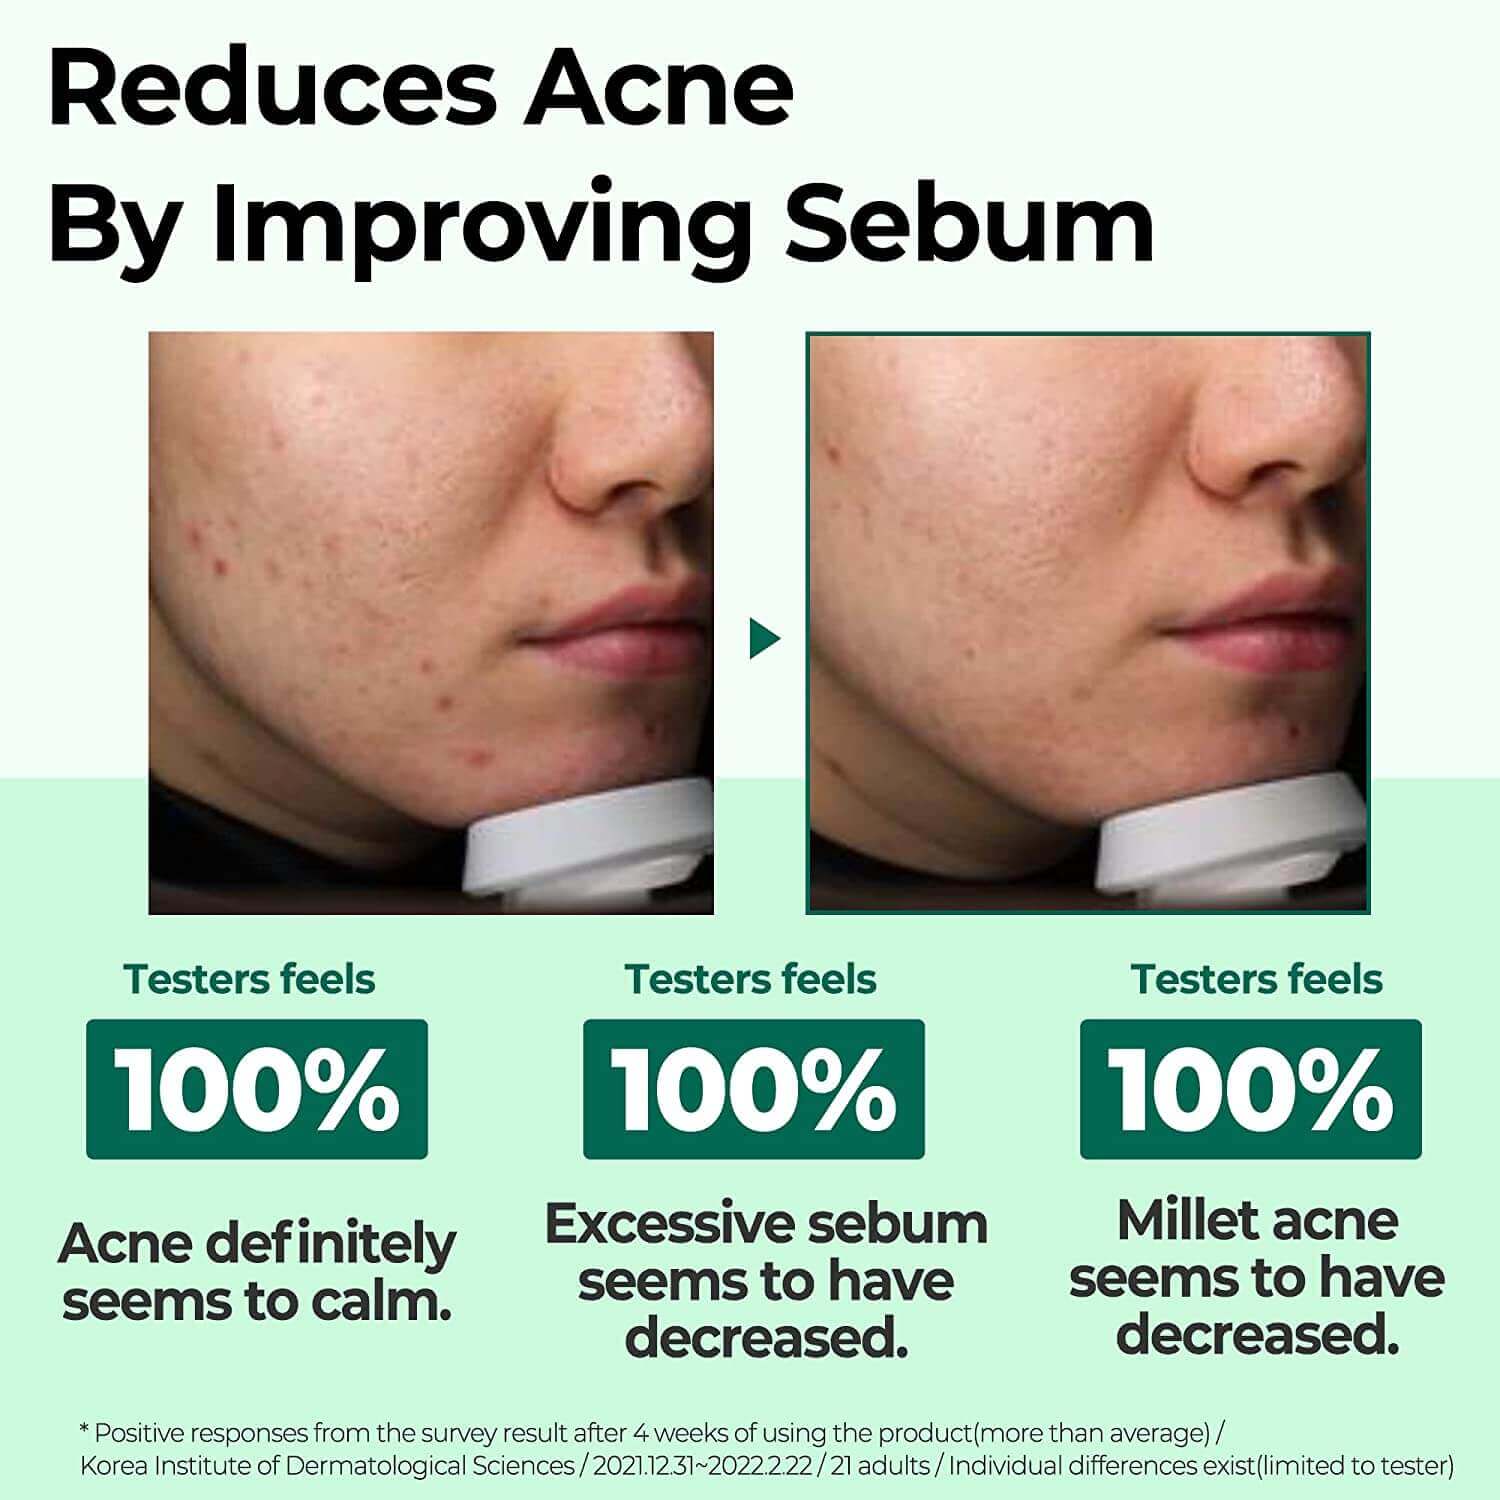 Reduces Acne
By Improving Sebum
Testers feels
100%
Acne definitely
seems to calm.
Testers feels
100%
Excessive sebum
seems to have
decreased.
Testers feels
100%
Millet acne
seems to have
decreased.
* Positive responses from the survey result after 4 weeks of using the product(more than average) /
Korea Institute of Dermatological Sciences / 2021.12.31~2022.2.22 / 21 adults / Individual differences exist(limited to tester)